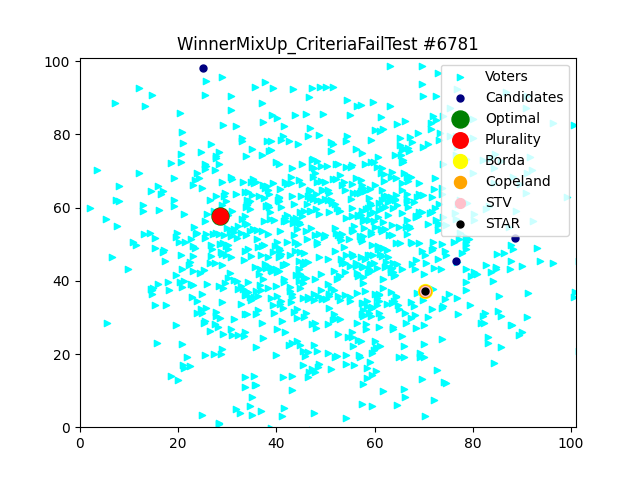 WinnerMixUp_CriteriaFailTest #6781
100
80
60
40
20
0
0
20
40
60
80
100
Voters
Candidates
Optimal
Plurality
Borda
Copeland
STV
STAR